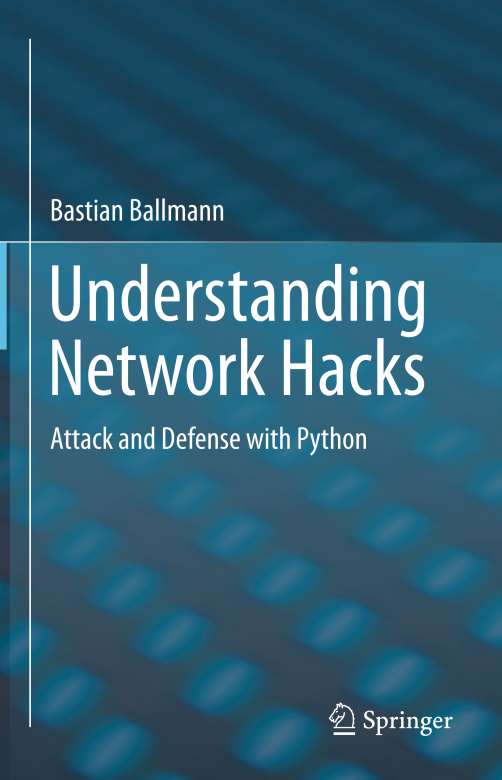 Bastian Ballmann
Understanding
Network Hacks
Attack and Defense with Python
Springer